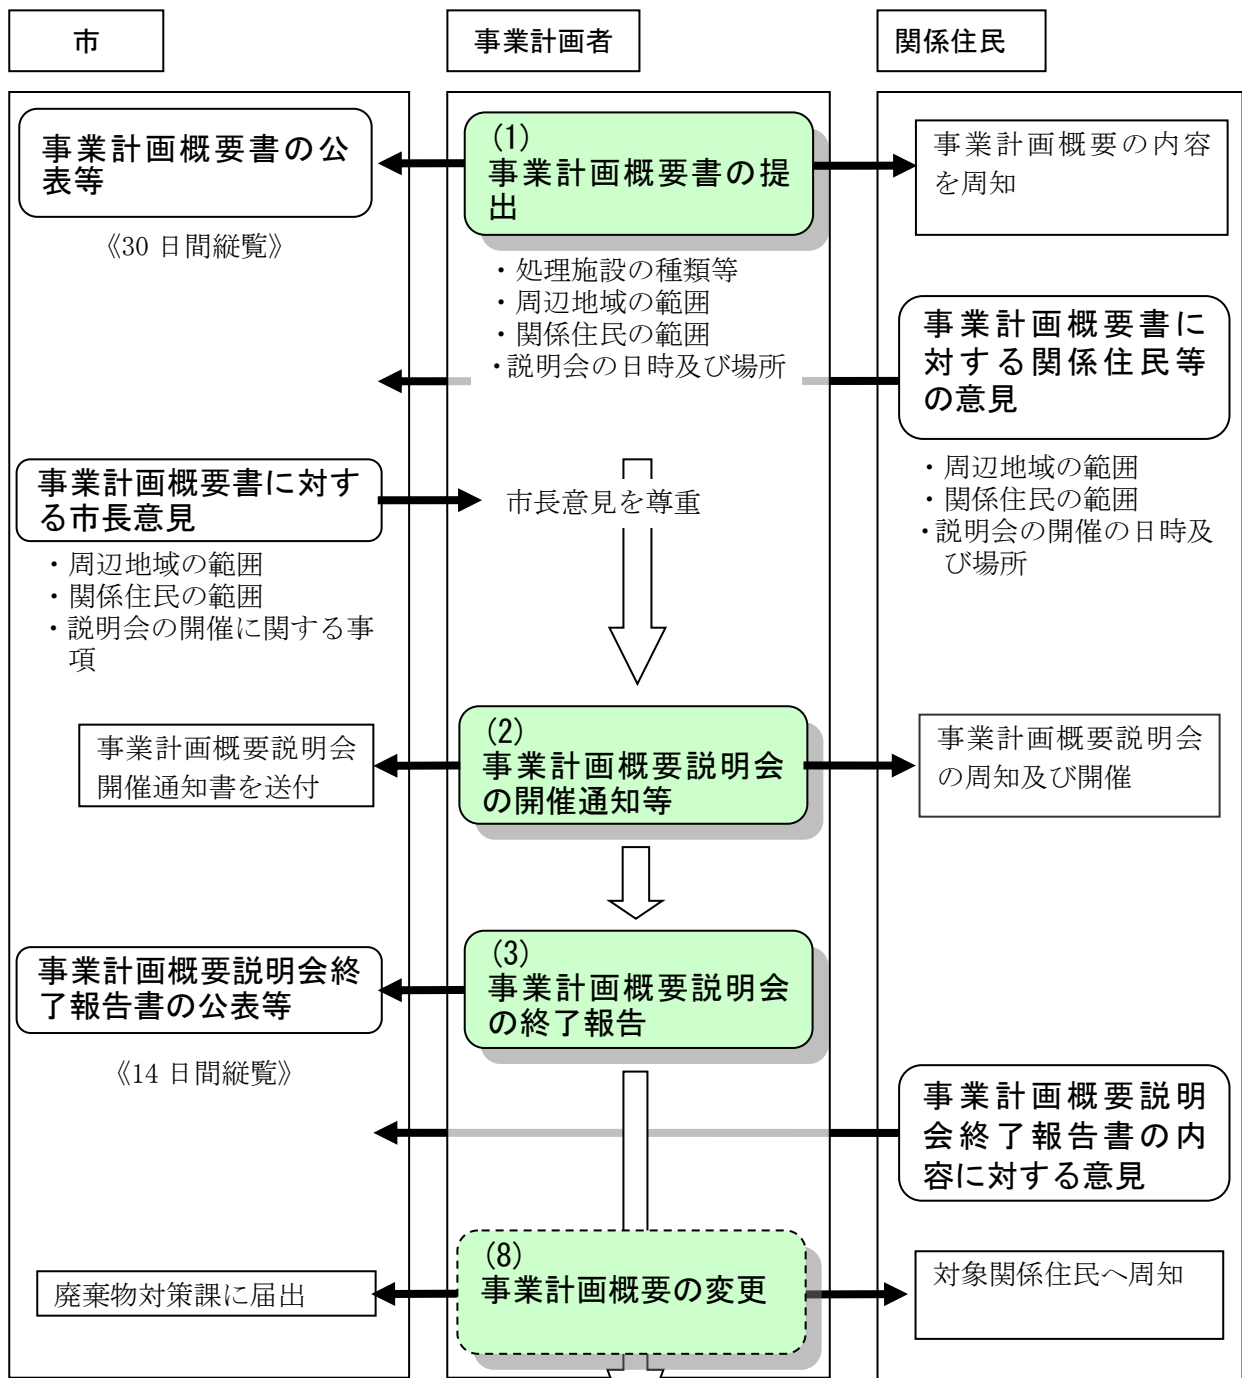 市
事業計画者
関係住民
事業計画概要書の公
表等
《30 日間縦覧》
(1)
事業計画概要書の提
出
・処理施設の種類等
・周辺地域の範囲
・関係住民の範囲
・説明会の日時及び場所
事業計画概要の内容
を周知
事業計画概要書に
対する関係住民等
の意見
・周辺地域の範囲
・関係住民の範囲
・説明会の開催の日時及
び場所
事業計画概要書に対す
る市長意見
・周辺地域の範囲
・関係住民の範囲
・説明会の開催に関する事
項
市長意見を尊重
事業計画概要説明会
開催通知書を送付
(2)
事業計画概要説明会
の開催通知等
事業計画概要説明会
の周知及び開催
事業計画概要説明会終
了報告書の公表等
《14 日間縦覧》
(3)
事業計画概要説明会
の終了報告
事業計画概要説明
会終了報告書の内
容に対する意見
廃棄物対策課に届出
(8)
事業計画概要の変更
対象関係住民へ周知